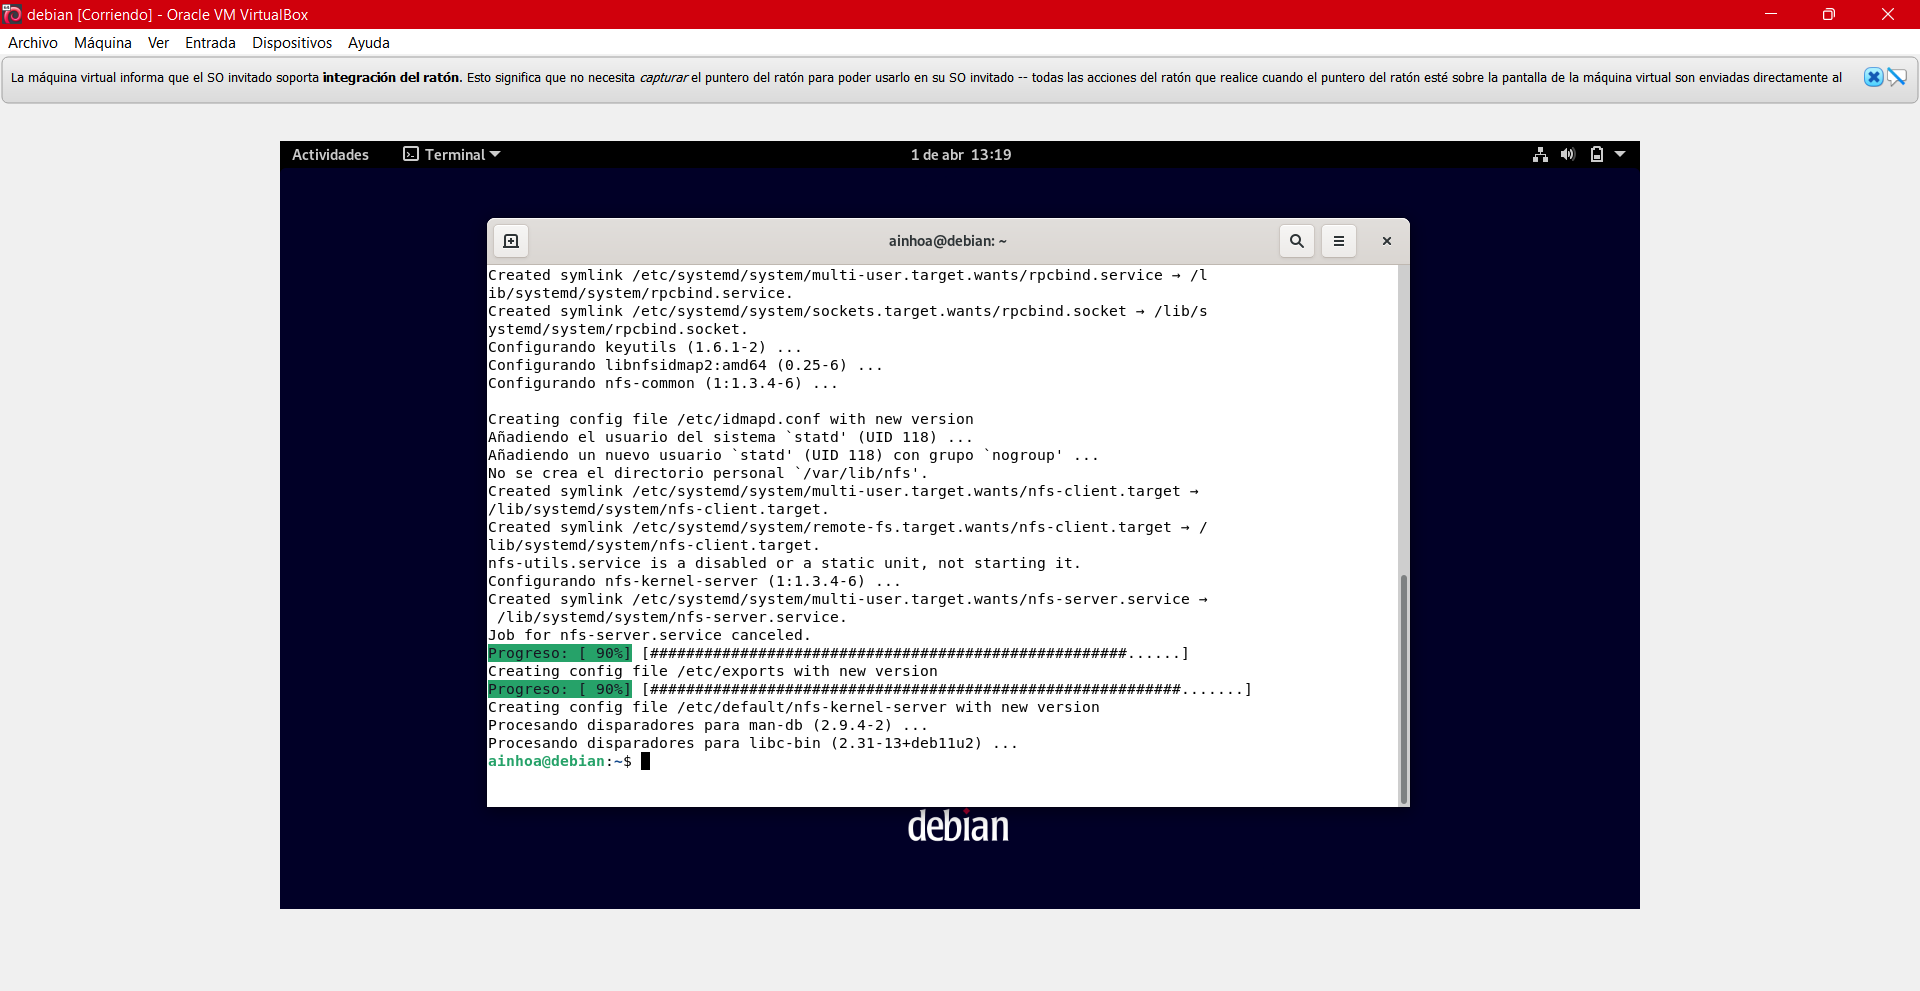 debian [Corriendo] - Oracle VM VirtualBox
Archivo Máquina Ver Entrada Dispositivos Ayuda
La máquina virtual informa que el SO invitado soporta integración del ratón. Esto significa que no necesita capturar el puntero del ratón para poder usarlo en su SO invitado -- todas las acciones del ratón que realice cuando el puntero del ratón esté sobre la pantalla de la máquina virtual son enviadas directamente al
Actividades Terminal 1 de abr 13:19
ainhoa@debian: ~
Created symlink /etc/systemd/system/multi-user.target.wants/rpcbind.service → /l
ib/systemd/system/rpcbind.service.
Created symlink /etc/systemd/system/sockets.target.wants/rpcbind.socket → /lib/s
ystemd/system/rpcbind.socket.
Configurando keyutils (1.6.1-2) ...
Configurando libnfsidmap2:amd64 (0.25-6) ...
Configurando nfs-common (1:1.3.4-6) ...
Creating config file /etc/idmapd.conf with new version
Añadiendo el usuario del sistema `statd' (UID 118) ...
Añadiendo un nuevo usuario `statd' (UID 118) con grupo `nogroup' ...
No se crea el directorio personal `/var/lib/nfs'.
Created symlink /etc/systemd/system/multi-user.target.wants/nfs-client.target →
/lib/systemd/system/nfs-client.target.
Created symlink /etc/systemd/system/remote-fs.target.wants/nfs-client.target → /
lib/systemd/system/nfs-client.target.
nfs-utils.service is a disabled or a static unit, not starting it.
Configurando nfs-kernel-server (1:1.3.4-6) ...
Created symlink /etc/systemd/system/multi-user.target.wants/nfs-server.service →
/lib/systemd/system/nfs-server.service.
Job for nfs-server.service canceled.
Progreso: [ 90%] [#####################################################......]
Creating config file /etc/exports with new version
Progreso: [ 90%] [###########################################################.......]
Creating config file /etc/default/nfs-kernel-server with new version
Procesando disparadores para man-db (2.9.4-2) ...
Procesando disparadores para libc-bin (2.31-13+deb11u2) ...
ainhoa@debian:~$
debian